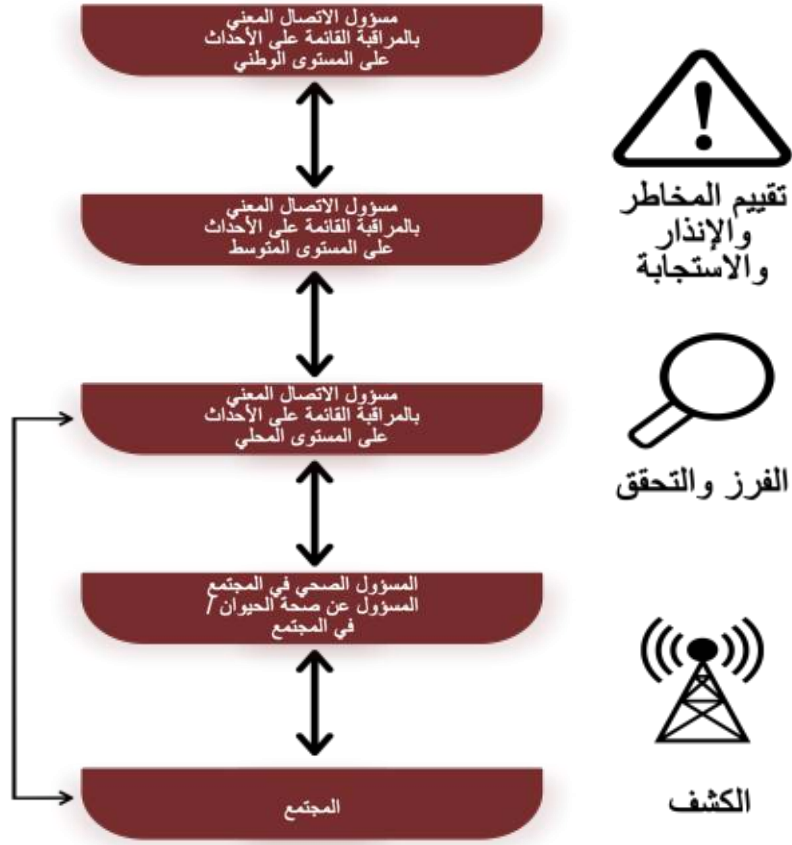 مسؤول الاتصال المعني
بالمراقبة القائمة على الأحداث
على المستوى الوطني
مسؤول الاتصال المعني
بالمراقبة القائمة على الأحداث
على المستوى المتوسط
مسؤول الاتصال المعني
بالمراقبة القائمة على الأحداث
على المستوى المحلي
المسؤول الصحي في المجتمع
المسؤول عن صحة الحيوان /
في المجتمع
المجتمع
تقييم المخاطر
والإنذار
والاستجابة
الفرز والتحقق
الكشف